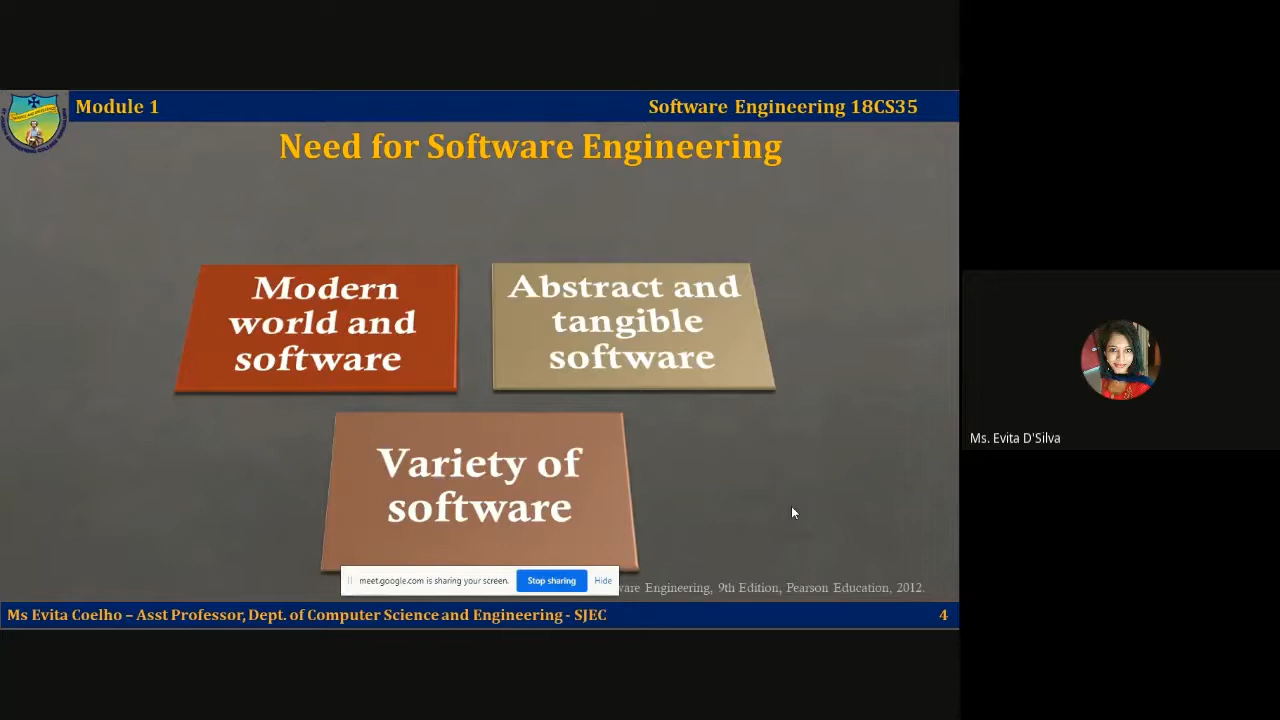 Module 1
Software Engineering 18CS35
Need for Software Engineering
Modern
world and
software
Abstract and
tangible
software
Variety of
software
meet.google.com is sharing your screen.
Stop sharing
Hide
Engineering, 9th Edition, Pearson Education, 2012.
Ms Evita Coelho – Asst Professor, Dept. of Computer Science and Engineering - SJEC
4
Ms. Evita D'Silva